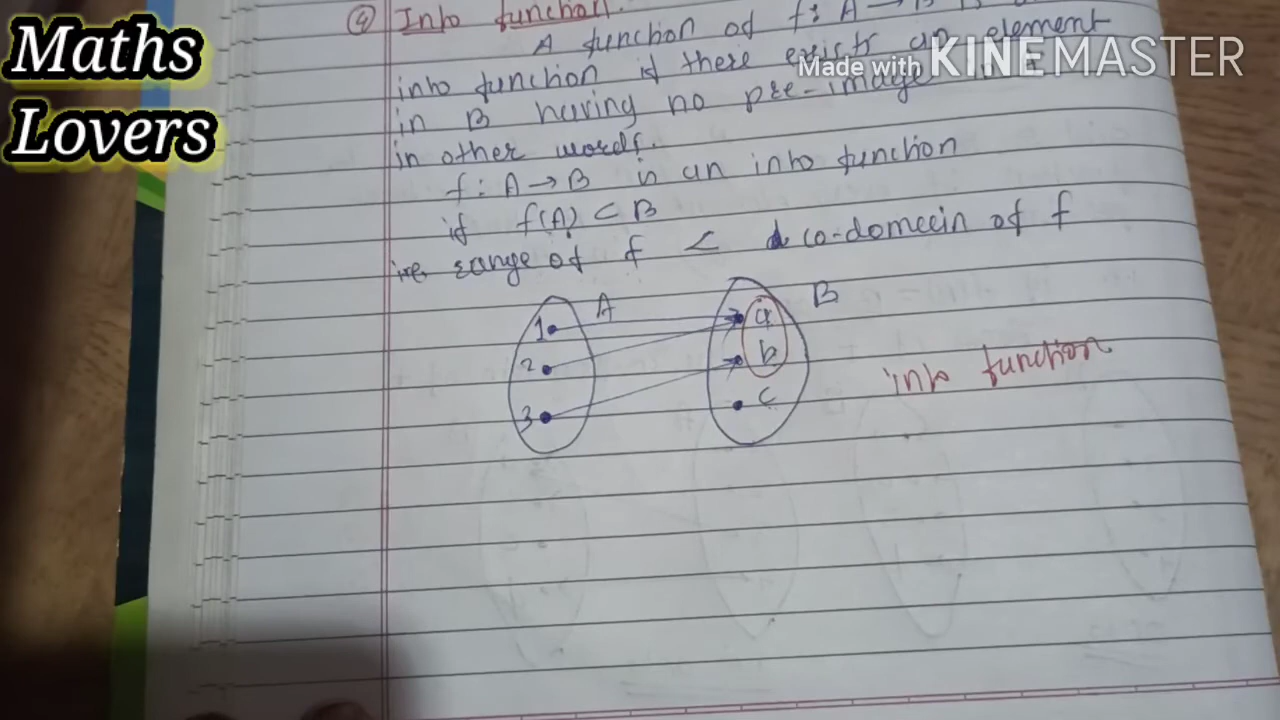 Maths
Lovers
Made with KINEMASTER
④ Into function.
A function of f: A → B is
into function if there exists an element
in B having no pre-image
in other words.
f: A → B is an into function
if f(A) ⊂ B
i.e. range of f < co-domain of f
A
B
1
2
3
a
b
c
into function